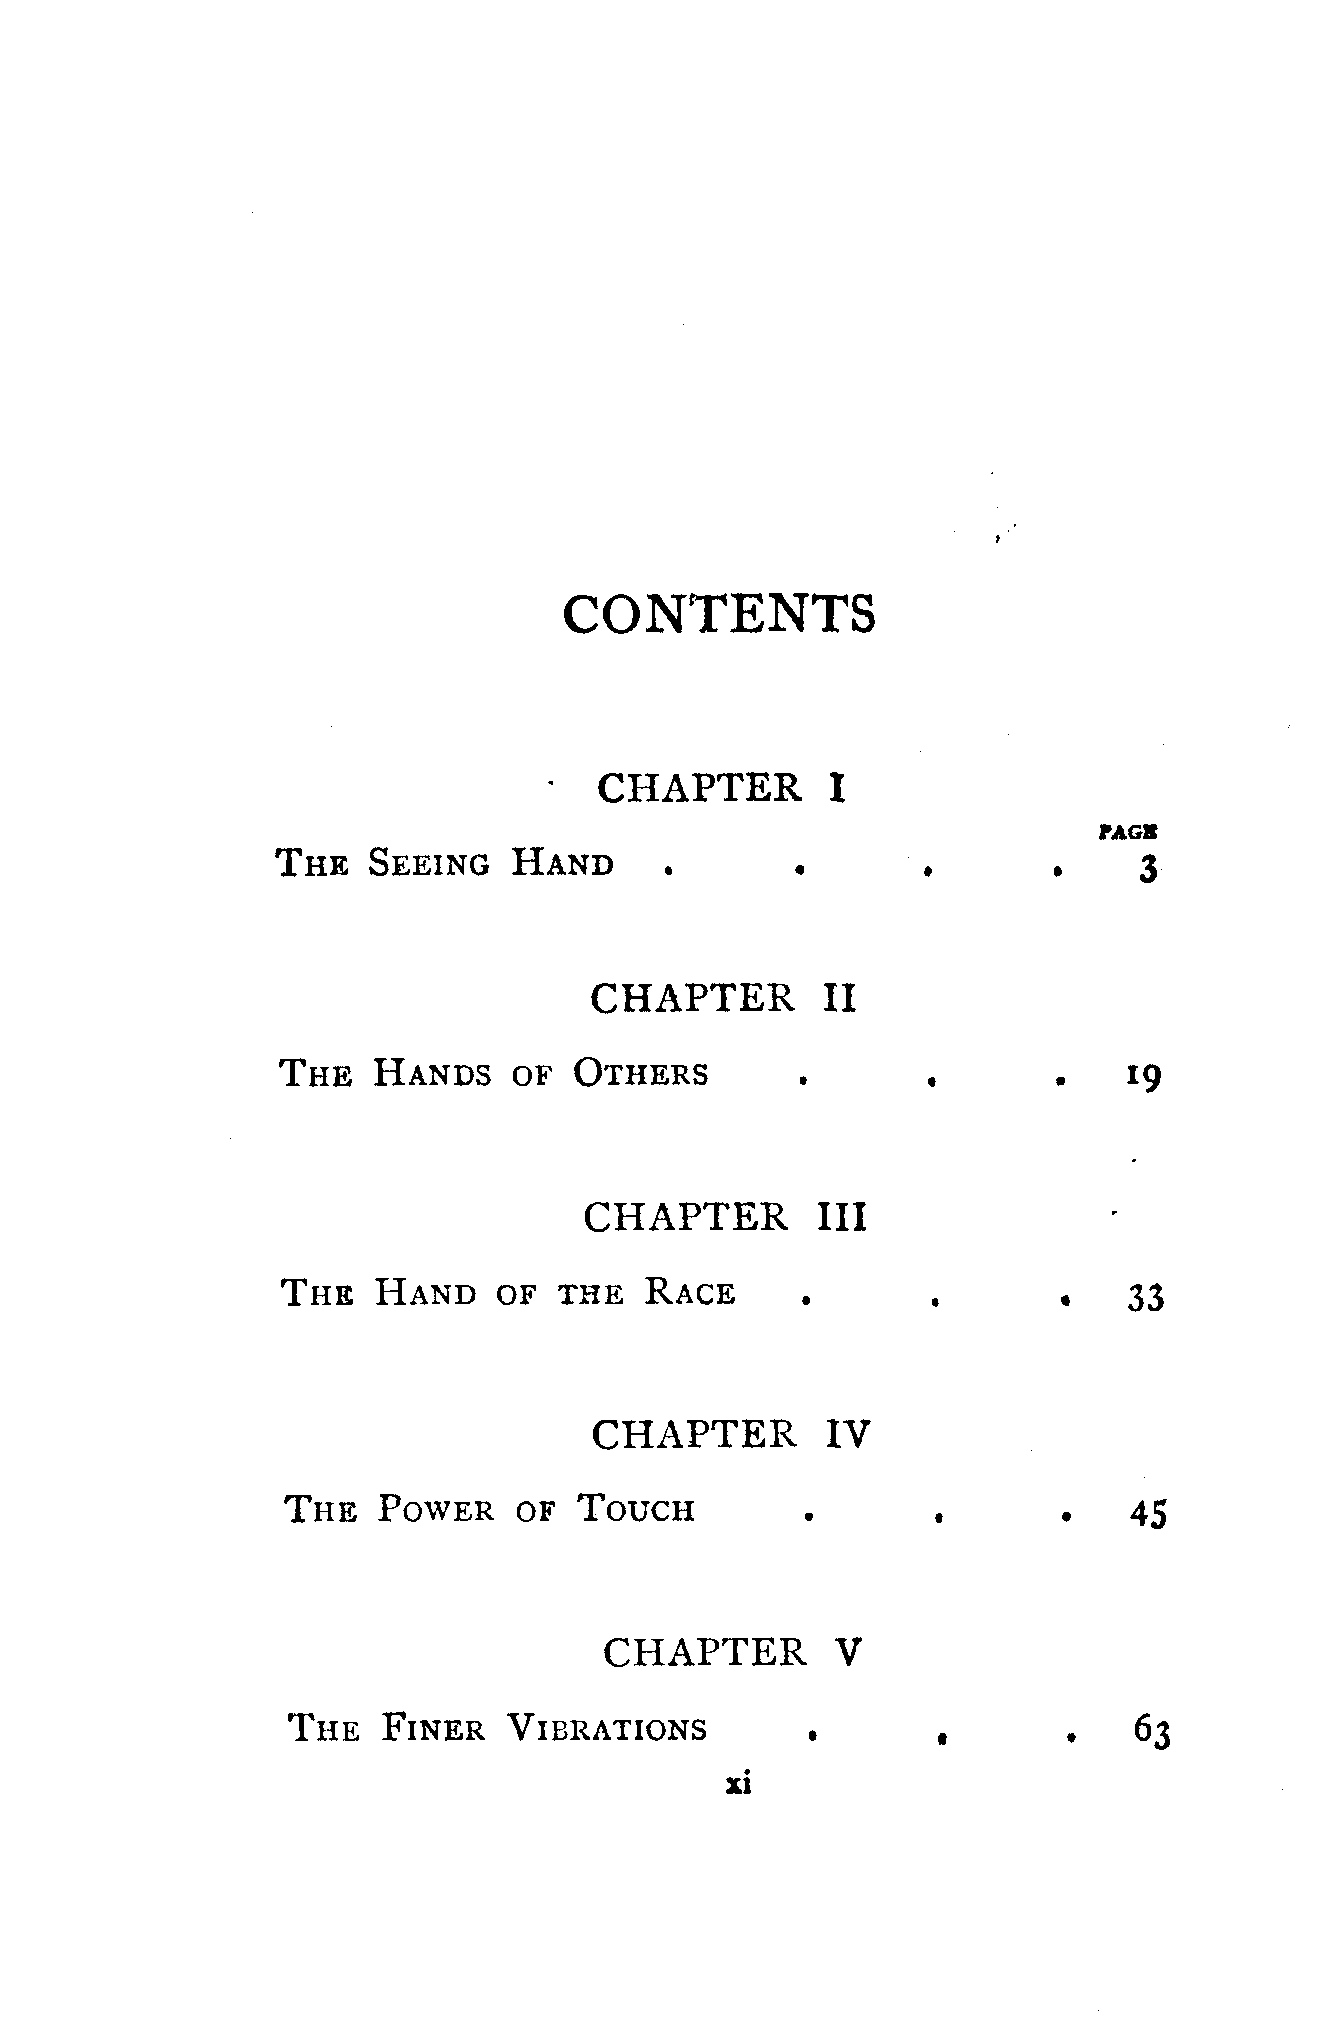 CONTENTS
CHAPTER I
PAGE
The Seeing Hand . . . . 3
CHAPTER II
The Hands of Others . . . 19
CHAPTER III
The Hand of the Race . . . 33
CHAPTER IV
The Power of Touch . . . 45
CHAPTER V
The Finer Vibrations . . . 63
xi